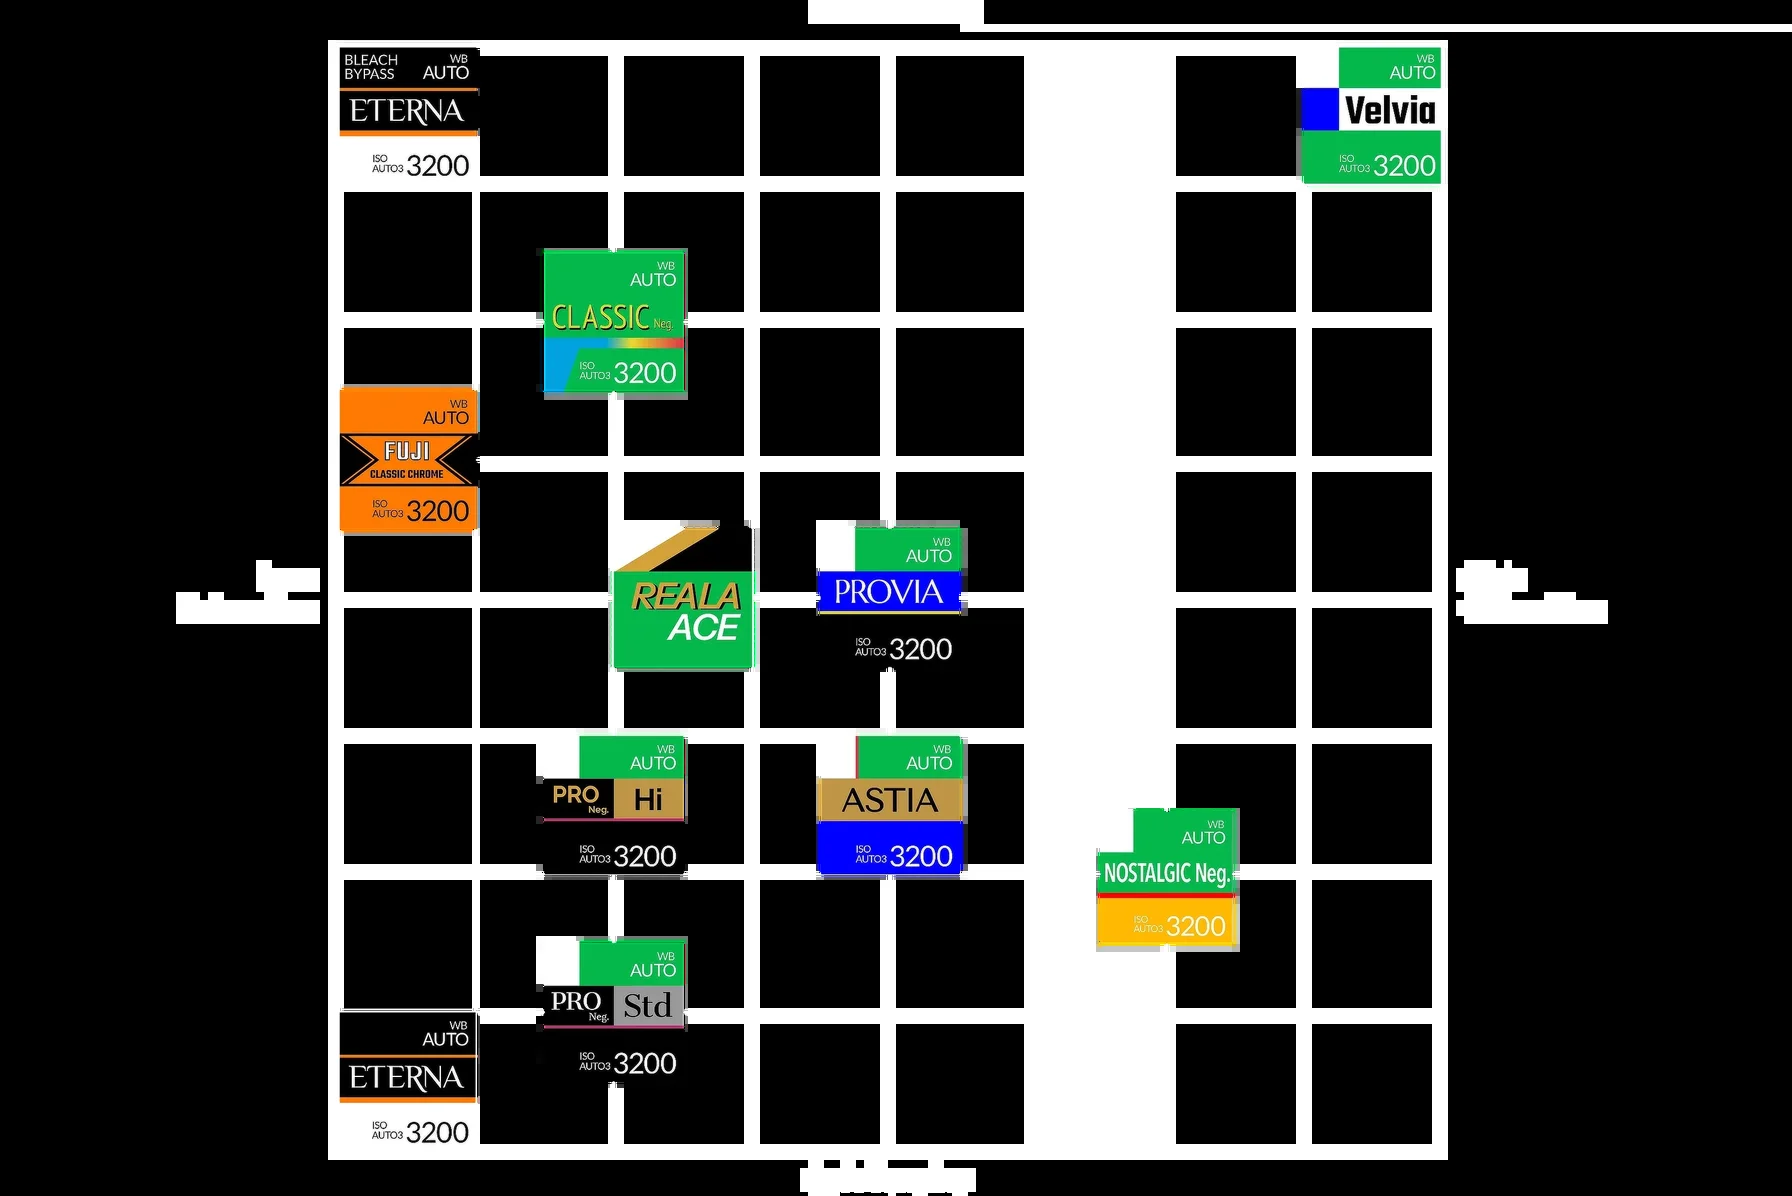 BLEACH BYPASS
WB AUTO
ETERNA
ISO AUTO3 3200
WB AUTO
Velvia
ISO AUTO3 3200
WB AUTO
CLASSIC Neg.
ISO AUTO3 3200
WB AUTO
FUJI
CLASSIC CHROME
ISO AUTO3 3200
REALA
ACE
WB AUTO
PROVIA
ISO AUTO3 3200
WB AUTO
PRO Neg. Hi
ISO AUTO3 3200
WB AUTO
ASTIA
ISO AUTO3 3200
WB AUTO
NOSTALGIC Neg.
ISO AUTO3 3200
WB AUTO
PRO Neg. Std
ISO AUTO3 3200
WB AUTO
ETERNA
ISO AUTO3 3200